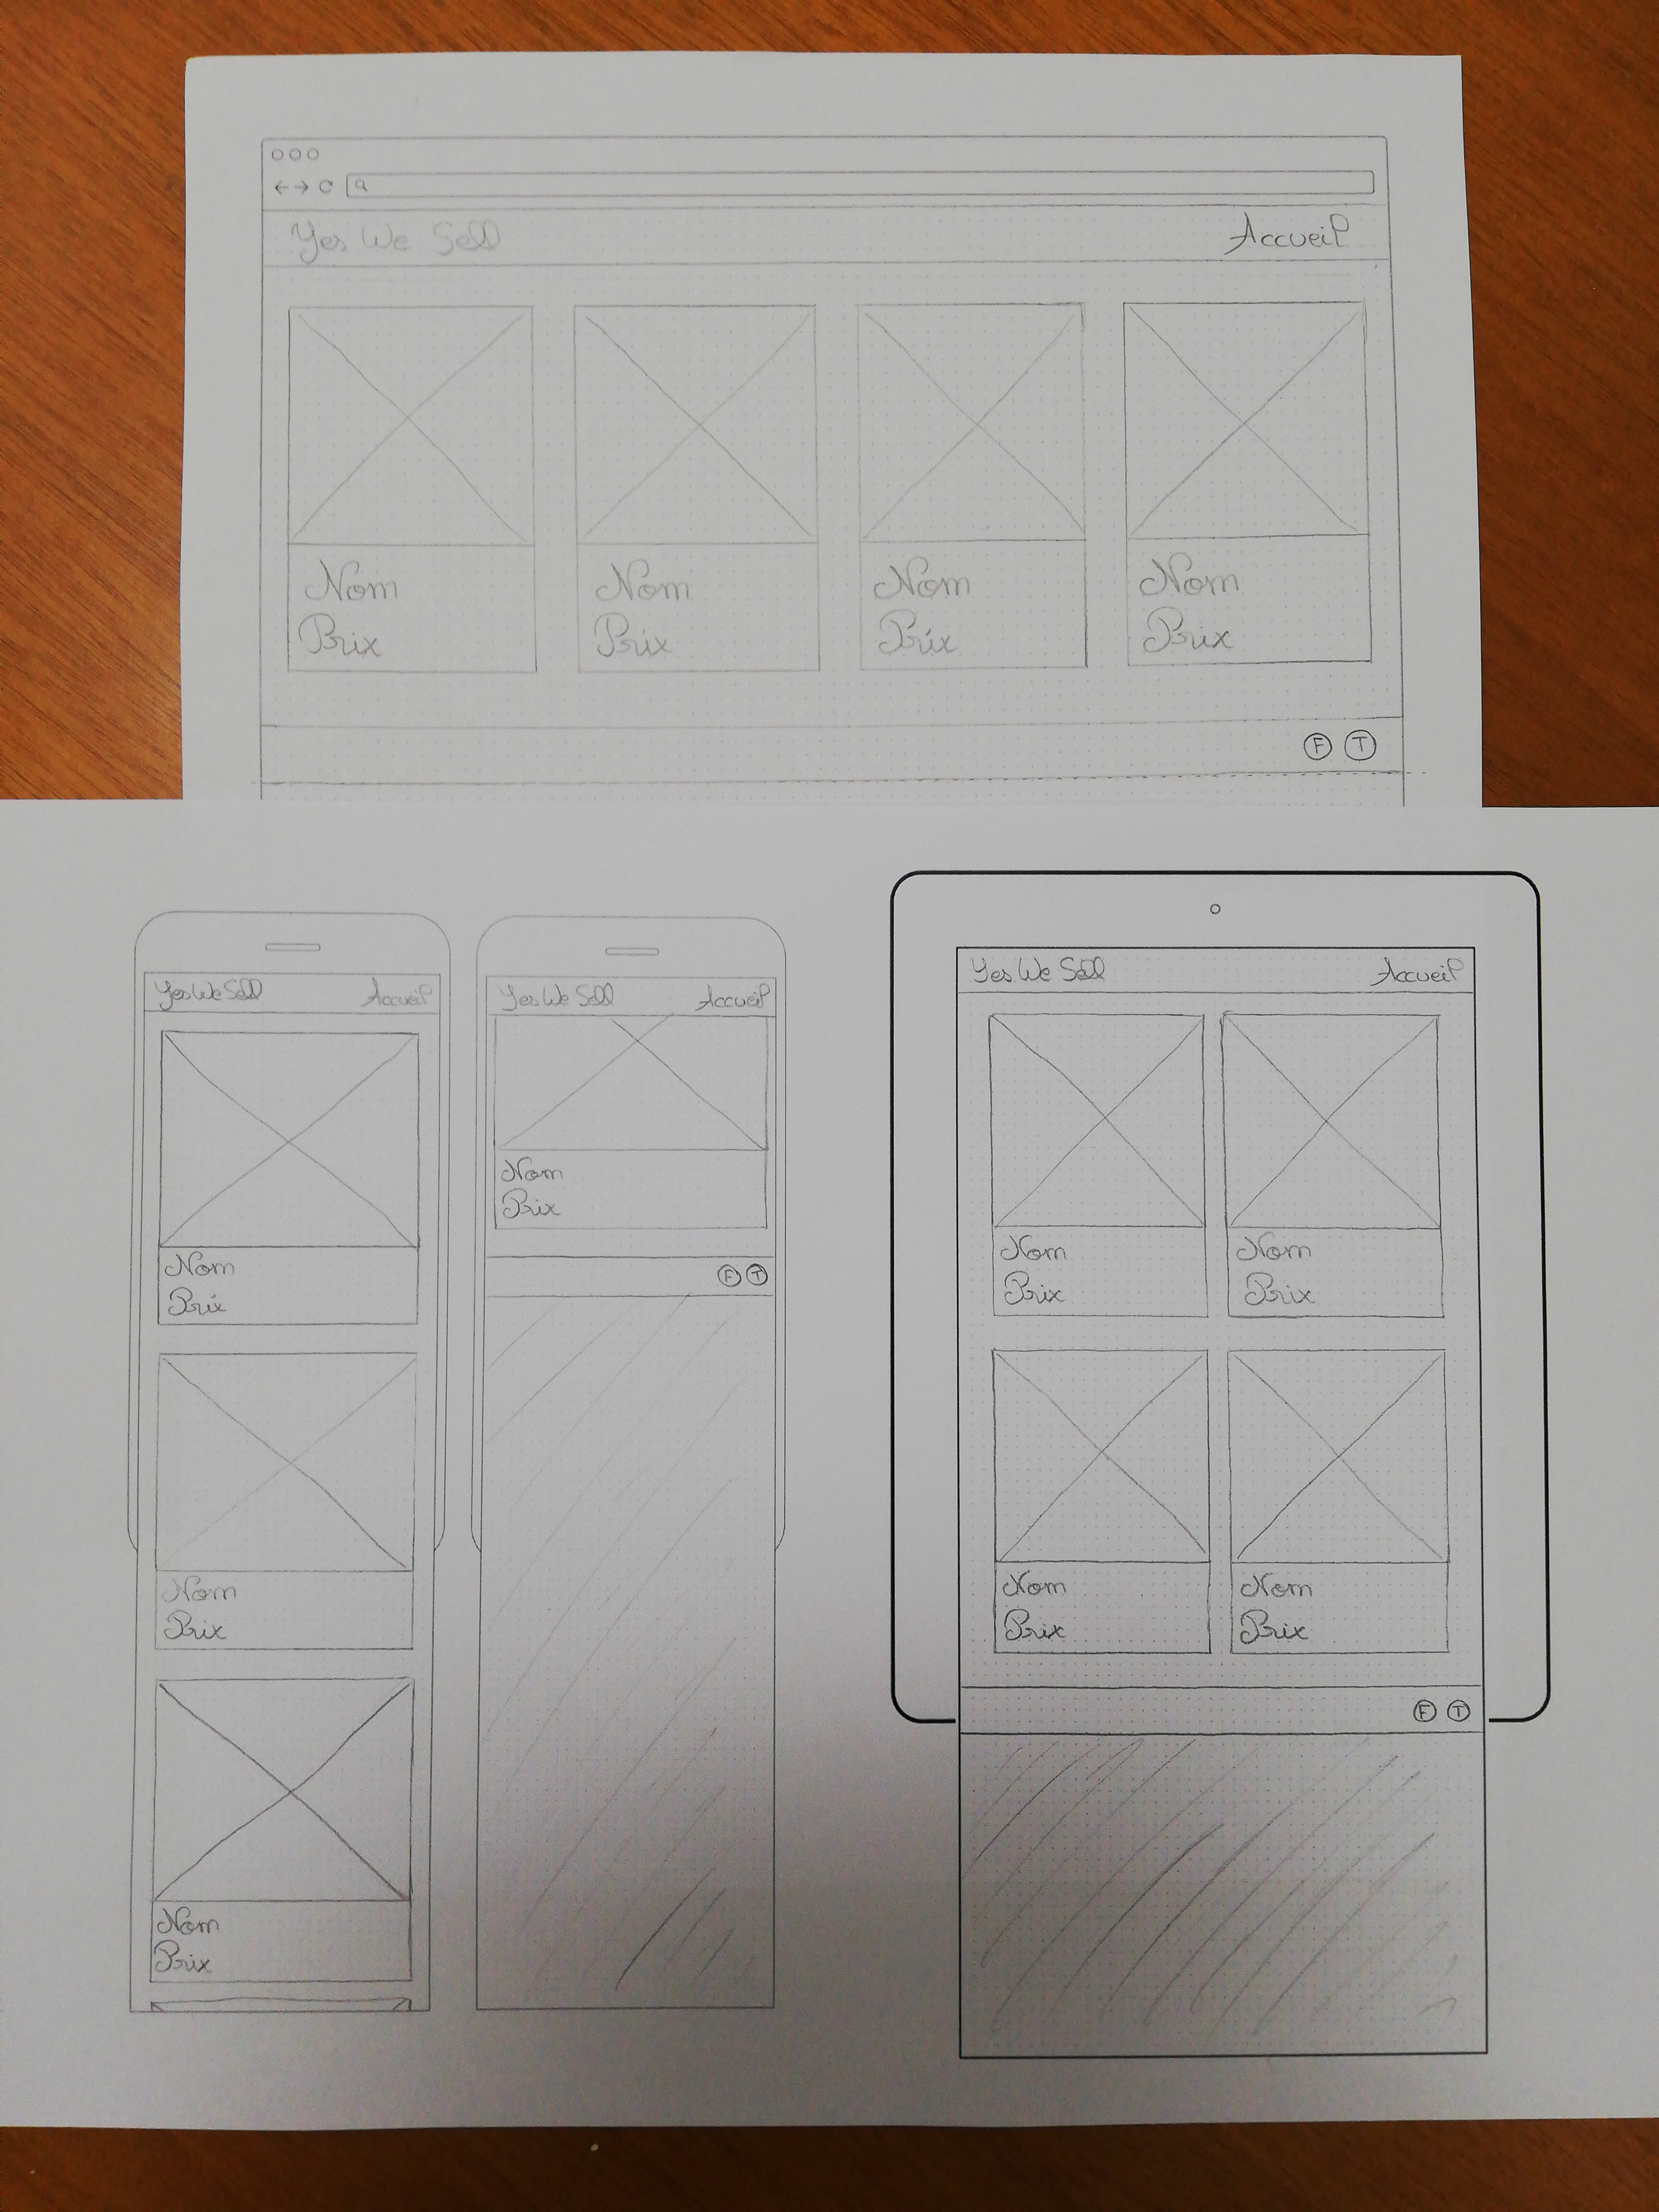 Yes We Sell Accueil
Nom Nom Nom Nom
Prix Prix Prix Prix
F T
Yes We Sell Accueil
Nom
Prix
Nom
Prix
Nom
Prix
Yes We Sell Accueil
Nom
Prix
F T
Yes We Sell Accueil
Nom Nom
Prix Prix
Nom Nom
Prix Prix
F T